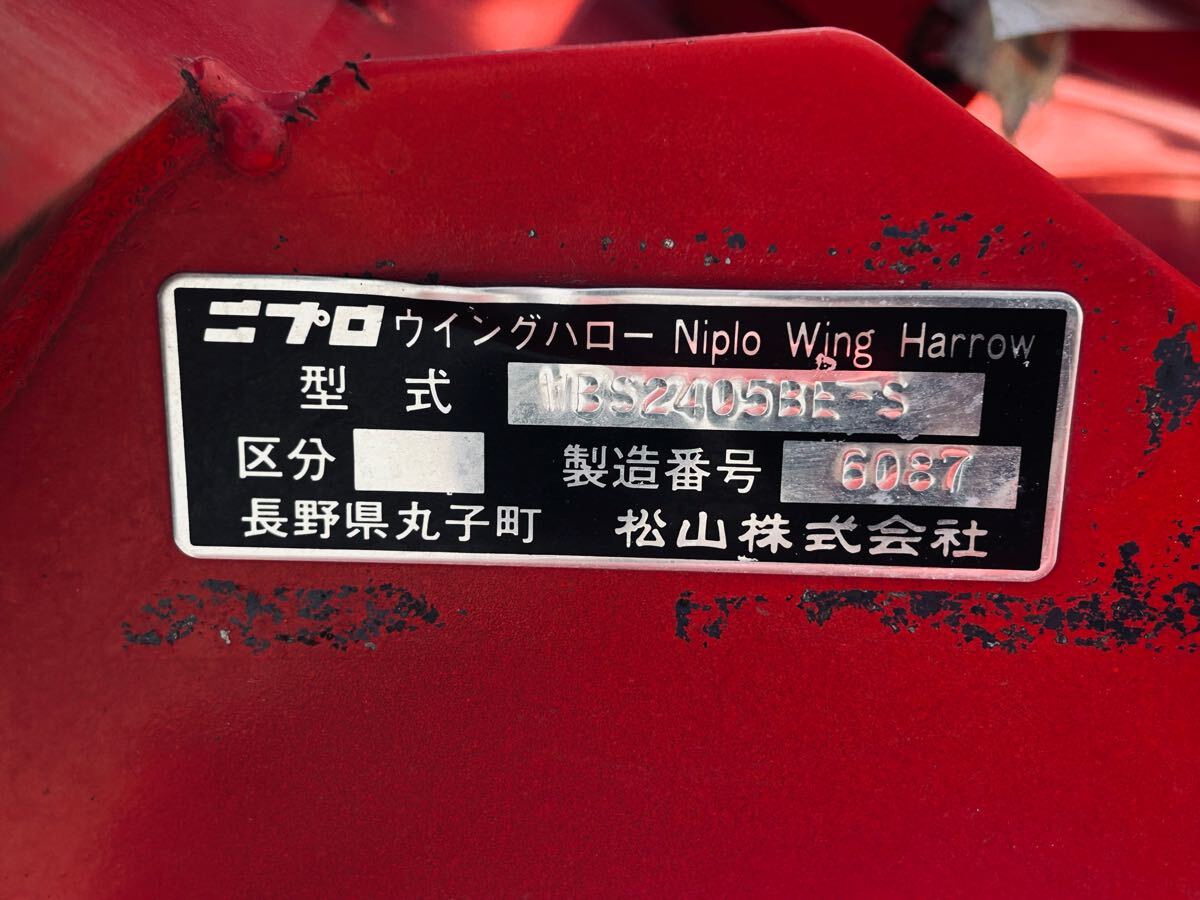 ニプロ ウイングハロー Niplo Wing Harrow
型式 WBS2405BE-S
区分 製造番号 6087
長野県丸子町 松山株式会社